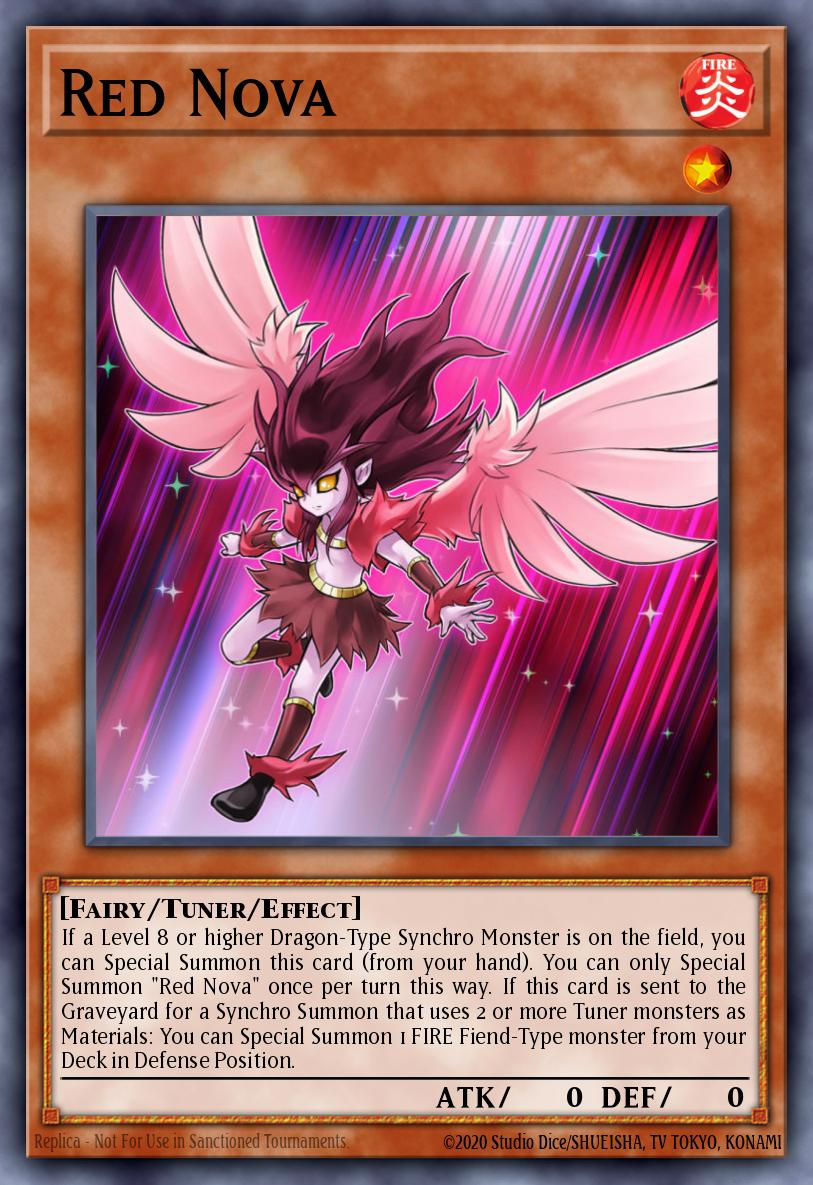 Red Nova
FIRE
炎
[Fairy/Tuner/Effect]
If a Level 8 or higher Dragon-Type Synchro Monster is on the field, you
can Special Summon this card (from your hand). You can only Special
Summon "Red Nova" once per turn this way. If this card is sent to the
Graveyard for a Synchro Summon that uses 2 or more Tuner monsters as
Materials: You can Special Summon 1 FIRE Fiend-Type monster from your
Deck in Defense Position.
ATK/ 0 DEF/ 0
Replica - Not For Use in Sanctioned Tournaments.
©2020 Studio Dice/SHUEISHA, TV TOKYO, KONAMI